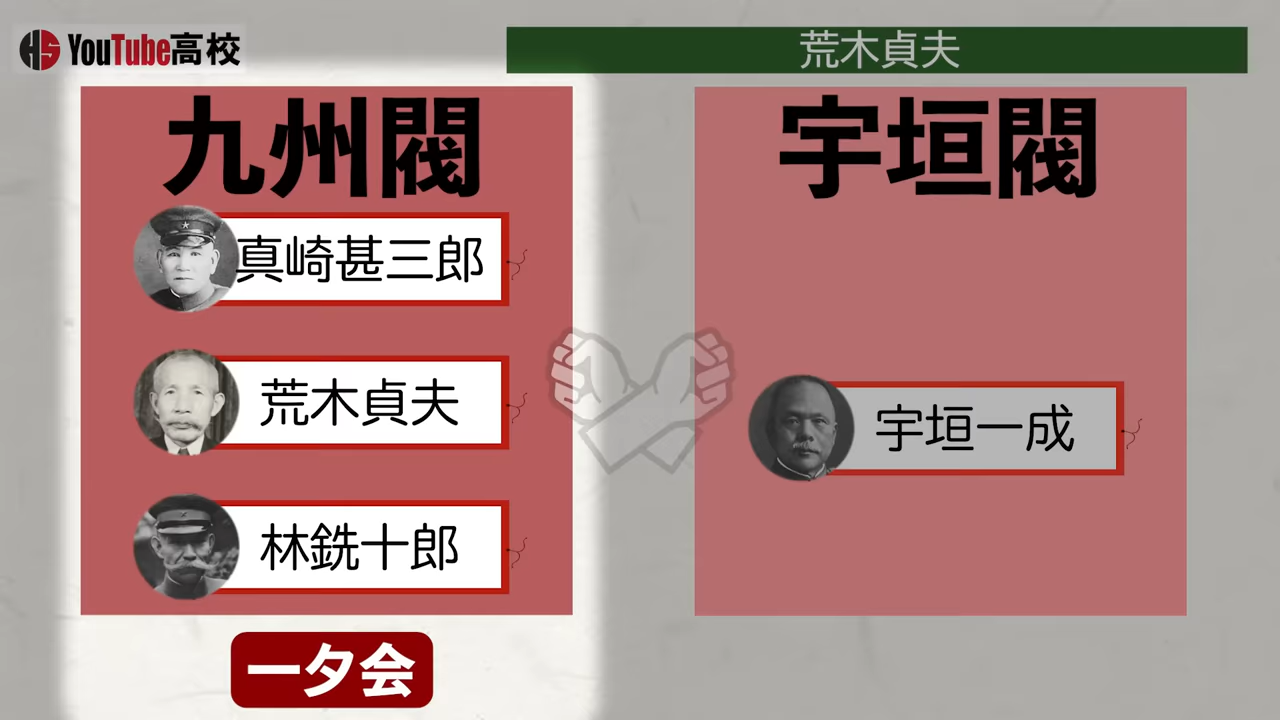 YouTube高校
荒木貞夫
九州閥
真崎甚三郎
荒木貞夫
林銑十郎
一夕会
宇垣閥
宇垣一成